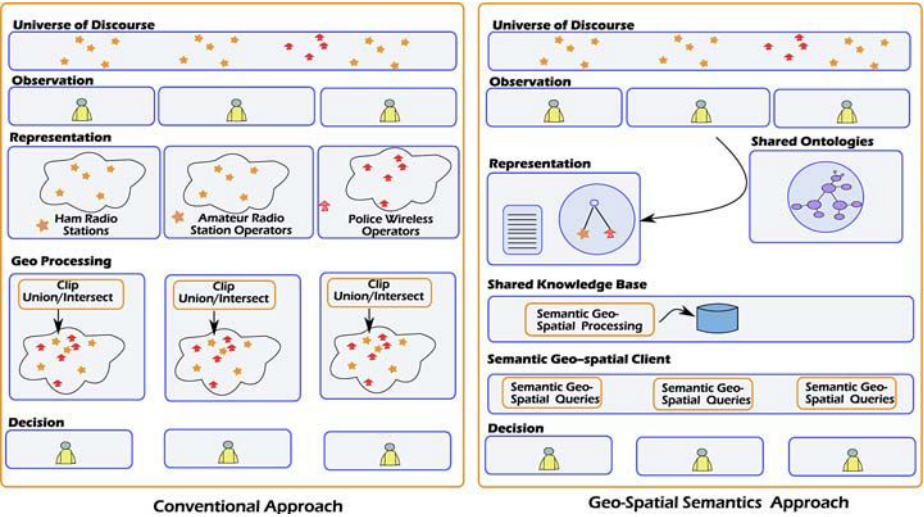 Universe of Discourse
Observation
Representation
Ham Radio
Stations
Amateur Radio
Station Operators
Police Wireless
Operators
Geo Processing
Clip
Union/Intersect
Clip
Union/Intersect
Clip
Union/Intersect
Decision
Conventional Approach
Universe of Discourse
Observation
Shared Ontologies
Representation
Shared Knowledge Base
Semantic Geo-
Spatial Processing
Semantic Geo-spatial Client
Semantic Geo-
Spatial Queries
Semantic Geo-
Spatial Queries
Semantic Geo-
Spatial Queries
Decision
Geo-Spatial Semantics Approach